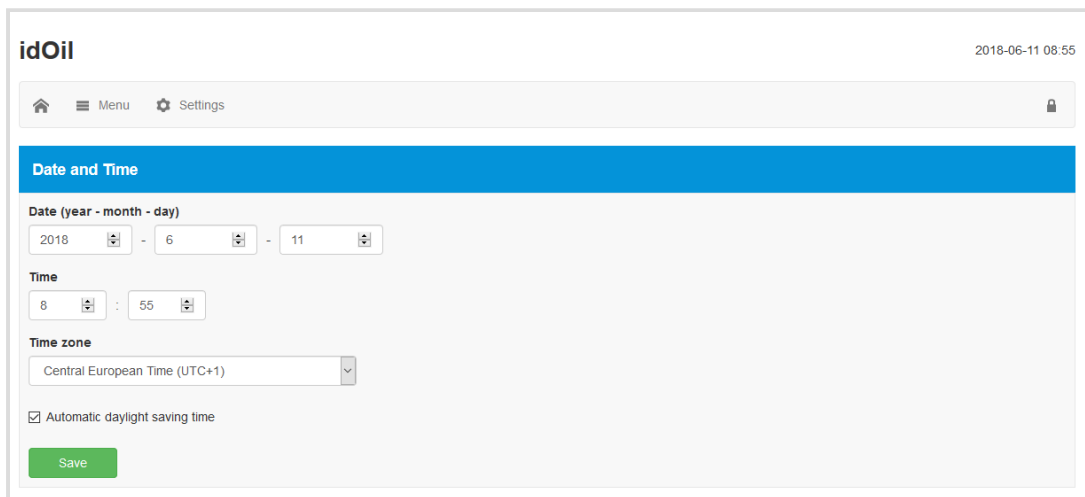 idOil
2018-06-11 08:55
Menu Settings
Date and Time
Date (year - month - day)
2018 - 6 - 11
Time
8 : 55
Time zone
Central European Time (UTC+1)
Automatic daylight saving time
Save